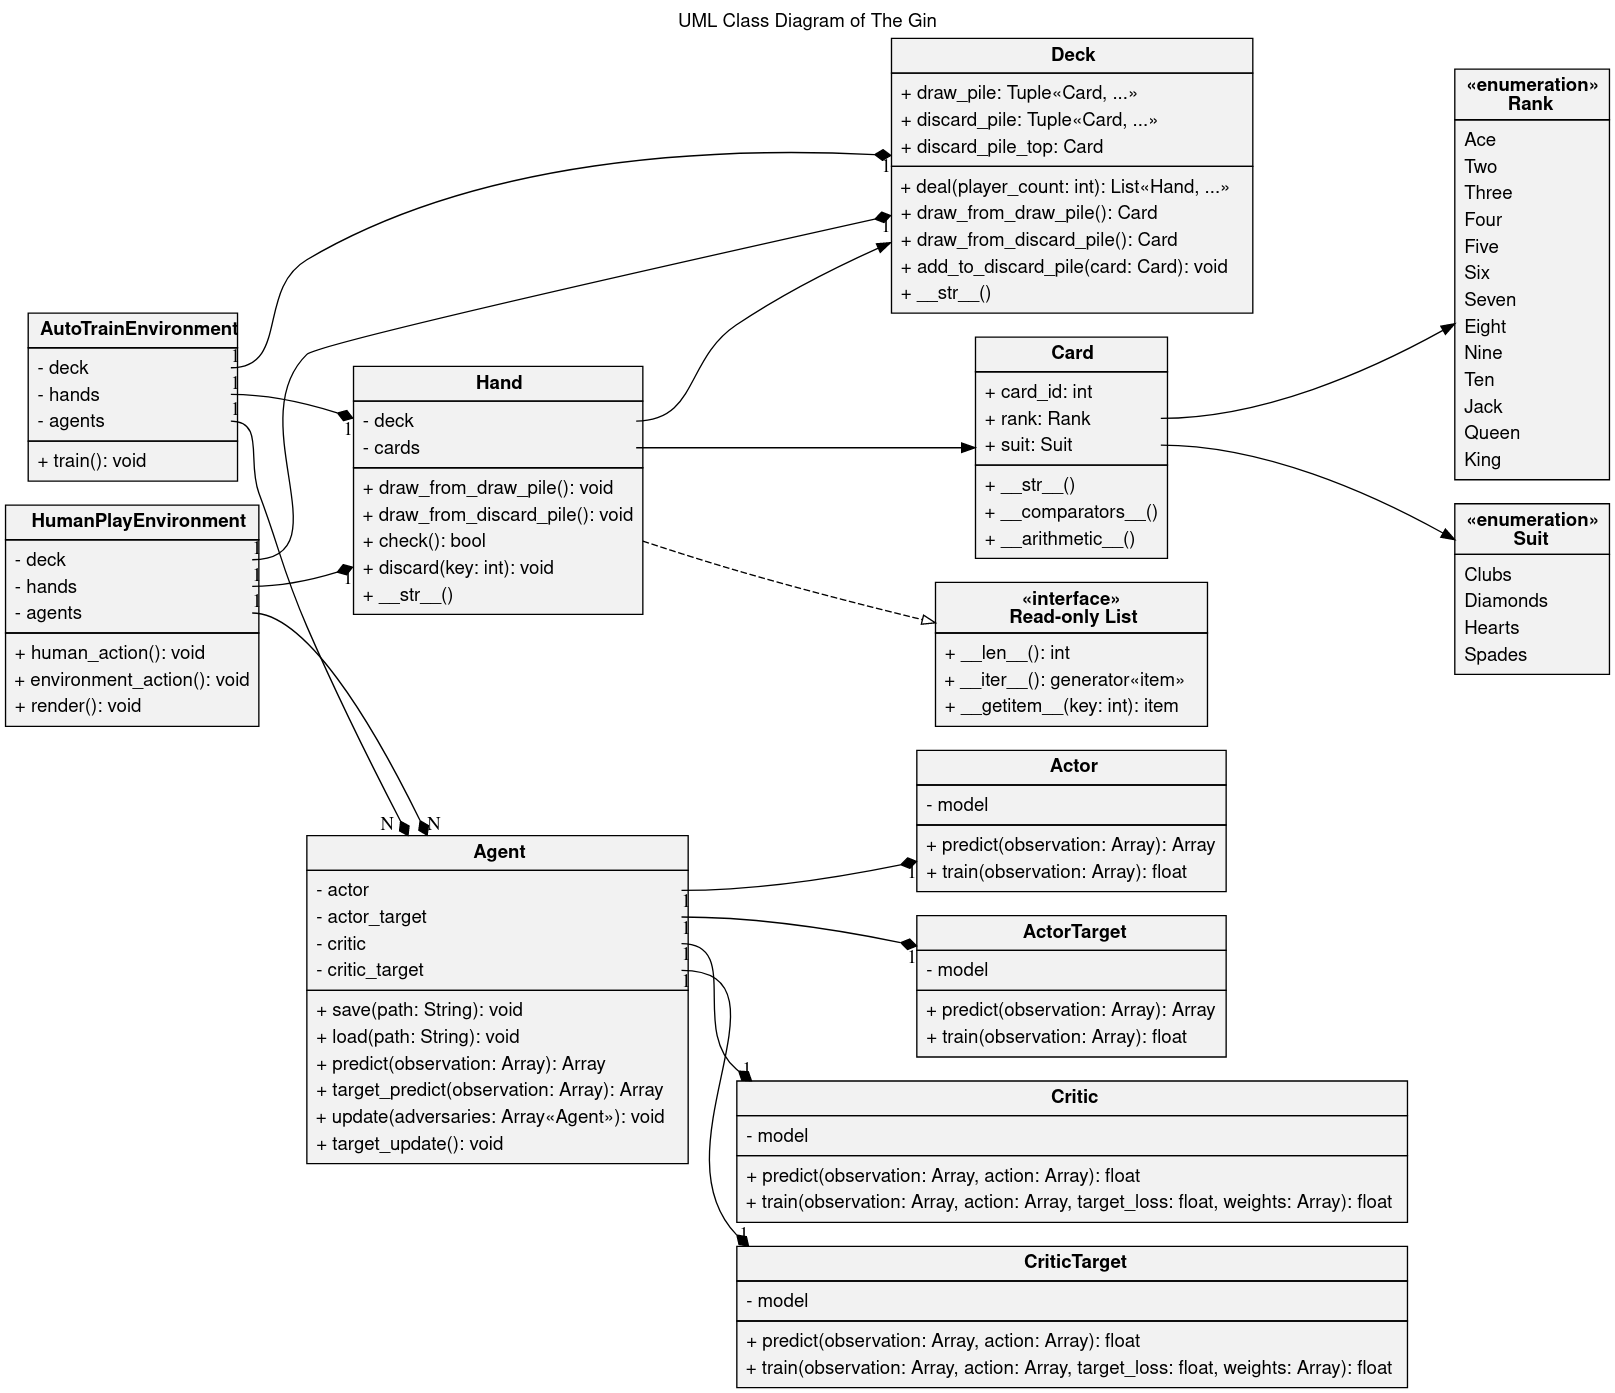 UML Class Diagram of The Gin
Deck
+ draw_pile: Tuple«Card, ...»
+ discard_pile: Tuple«Card, ...»
+ discard_pile_top: Card
1
+ deal(player_count: int): List«Hand, ...»
+ draw_from_draw_pile(): Card
1
+ draw_from_discard_pile(): Card
+ add_to_discard_pile(card: Card): void
+ __str__()
«enumeration»
Rank
Ace
Two
Three
Four
Five
Six
Seven
Eight
Nine
Ten
Jack
Queen
King
AutoTrainEnvironment
1
- deck
1
- hands
1
- agents
+ train(): void
Hand
- deck
1
- cards
+ draw_from_draw_pile(): void
+ draw_from_discard_pile(): void
+ check(): bool
+ discard(key: int): void
1
+ __str__()
Card
+ card_id: int
+ rank: Rank
+ suit: Suit
+ __str__()
+ __comparators__()
+ __arithmetic__()
«enumeration»
Suit
Clubs
Diamonds
Hearts
Spades
HumanPlayEnvironment
1
- deck
1
- hands
1
- agents
+ human_action(): void
+ environment_action(): void
+ render(): void
«interface»
Read-only List
+ __len__(): int
+ __iter__(): generator«item»
+ __getitem__(key: int): item
N
N
Agent
- actor
1
- actor_target
1
- critic
1
- critic_target
1
+ save(path: String): void
+ load(path: String): void
+ predict(observation: Array): Array
+ target_predict(observation: Array): Array
+ update(adversaries: Array«Agent»): void
+ target_update(): void
Actor
- model
+ predict(observation: Array): Array
+ train(observation: Array): float
1
ActorTarget
1
- model
+ predict(observation: Array): Array
+ train(observation: Array): float
1
Critic
- model
+ predict(observation: Array, action: Array): float
+ train(observation: Array, action: Array, target_loss: float, weights: Array): float
1
CriticTarget
- model
+ predict(observation: Array, action: Array): float
+ train(observation: Array, action: Array, target_loss: float, weights: Array): float